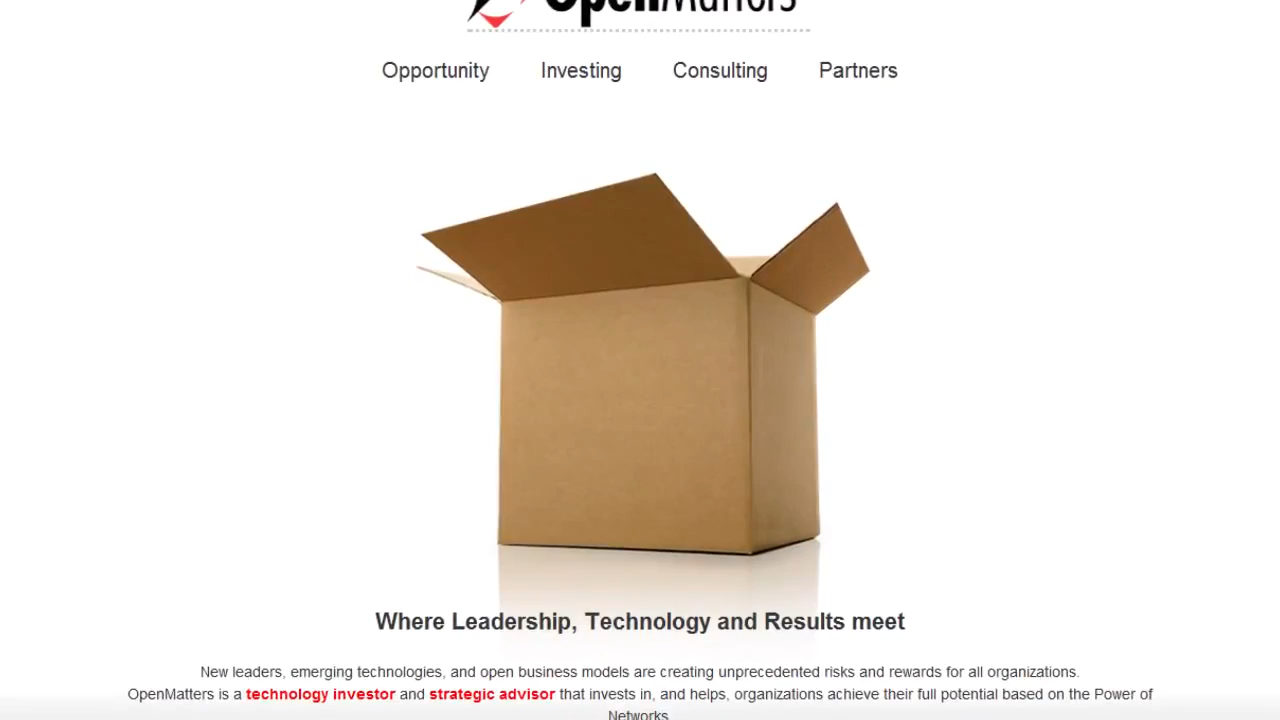 OpenMatters
Opportunity Investing Consulting Partners
Where Leadership, Technology and Results meet
New leaders, emerging technologies, and open business models are creating unprecedented risks and rewards for all organizations.
OpenMatters is a technology investor and strategic advisor that invests in, and helps, organizations achieve their full potential based on the Power of
Networks